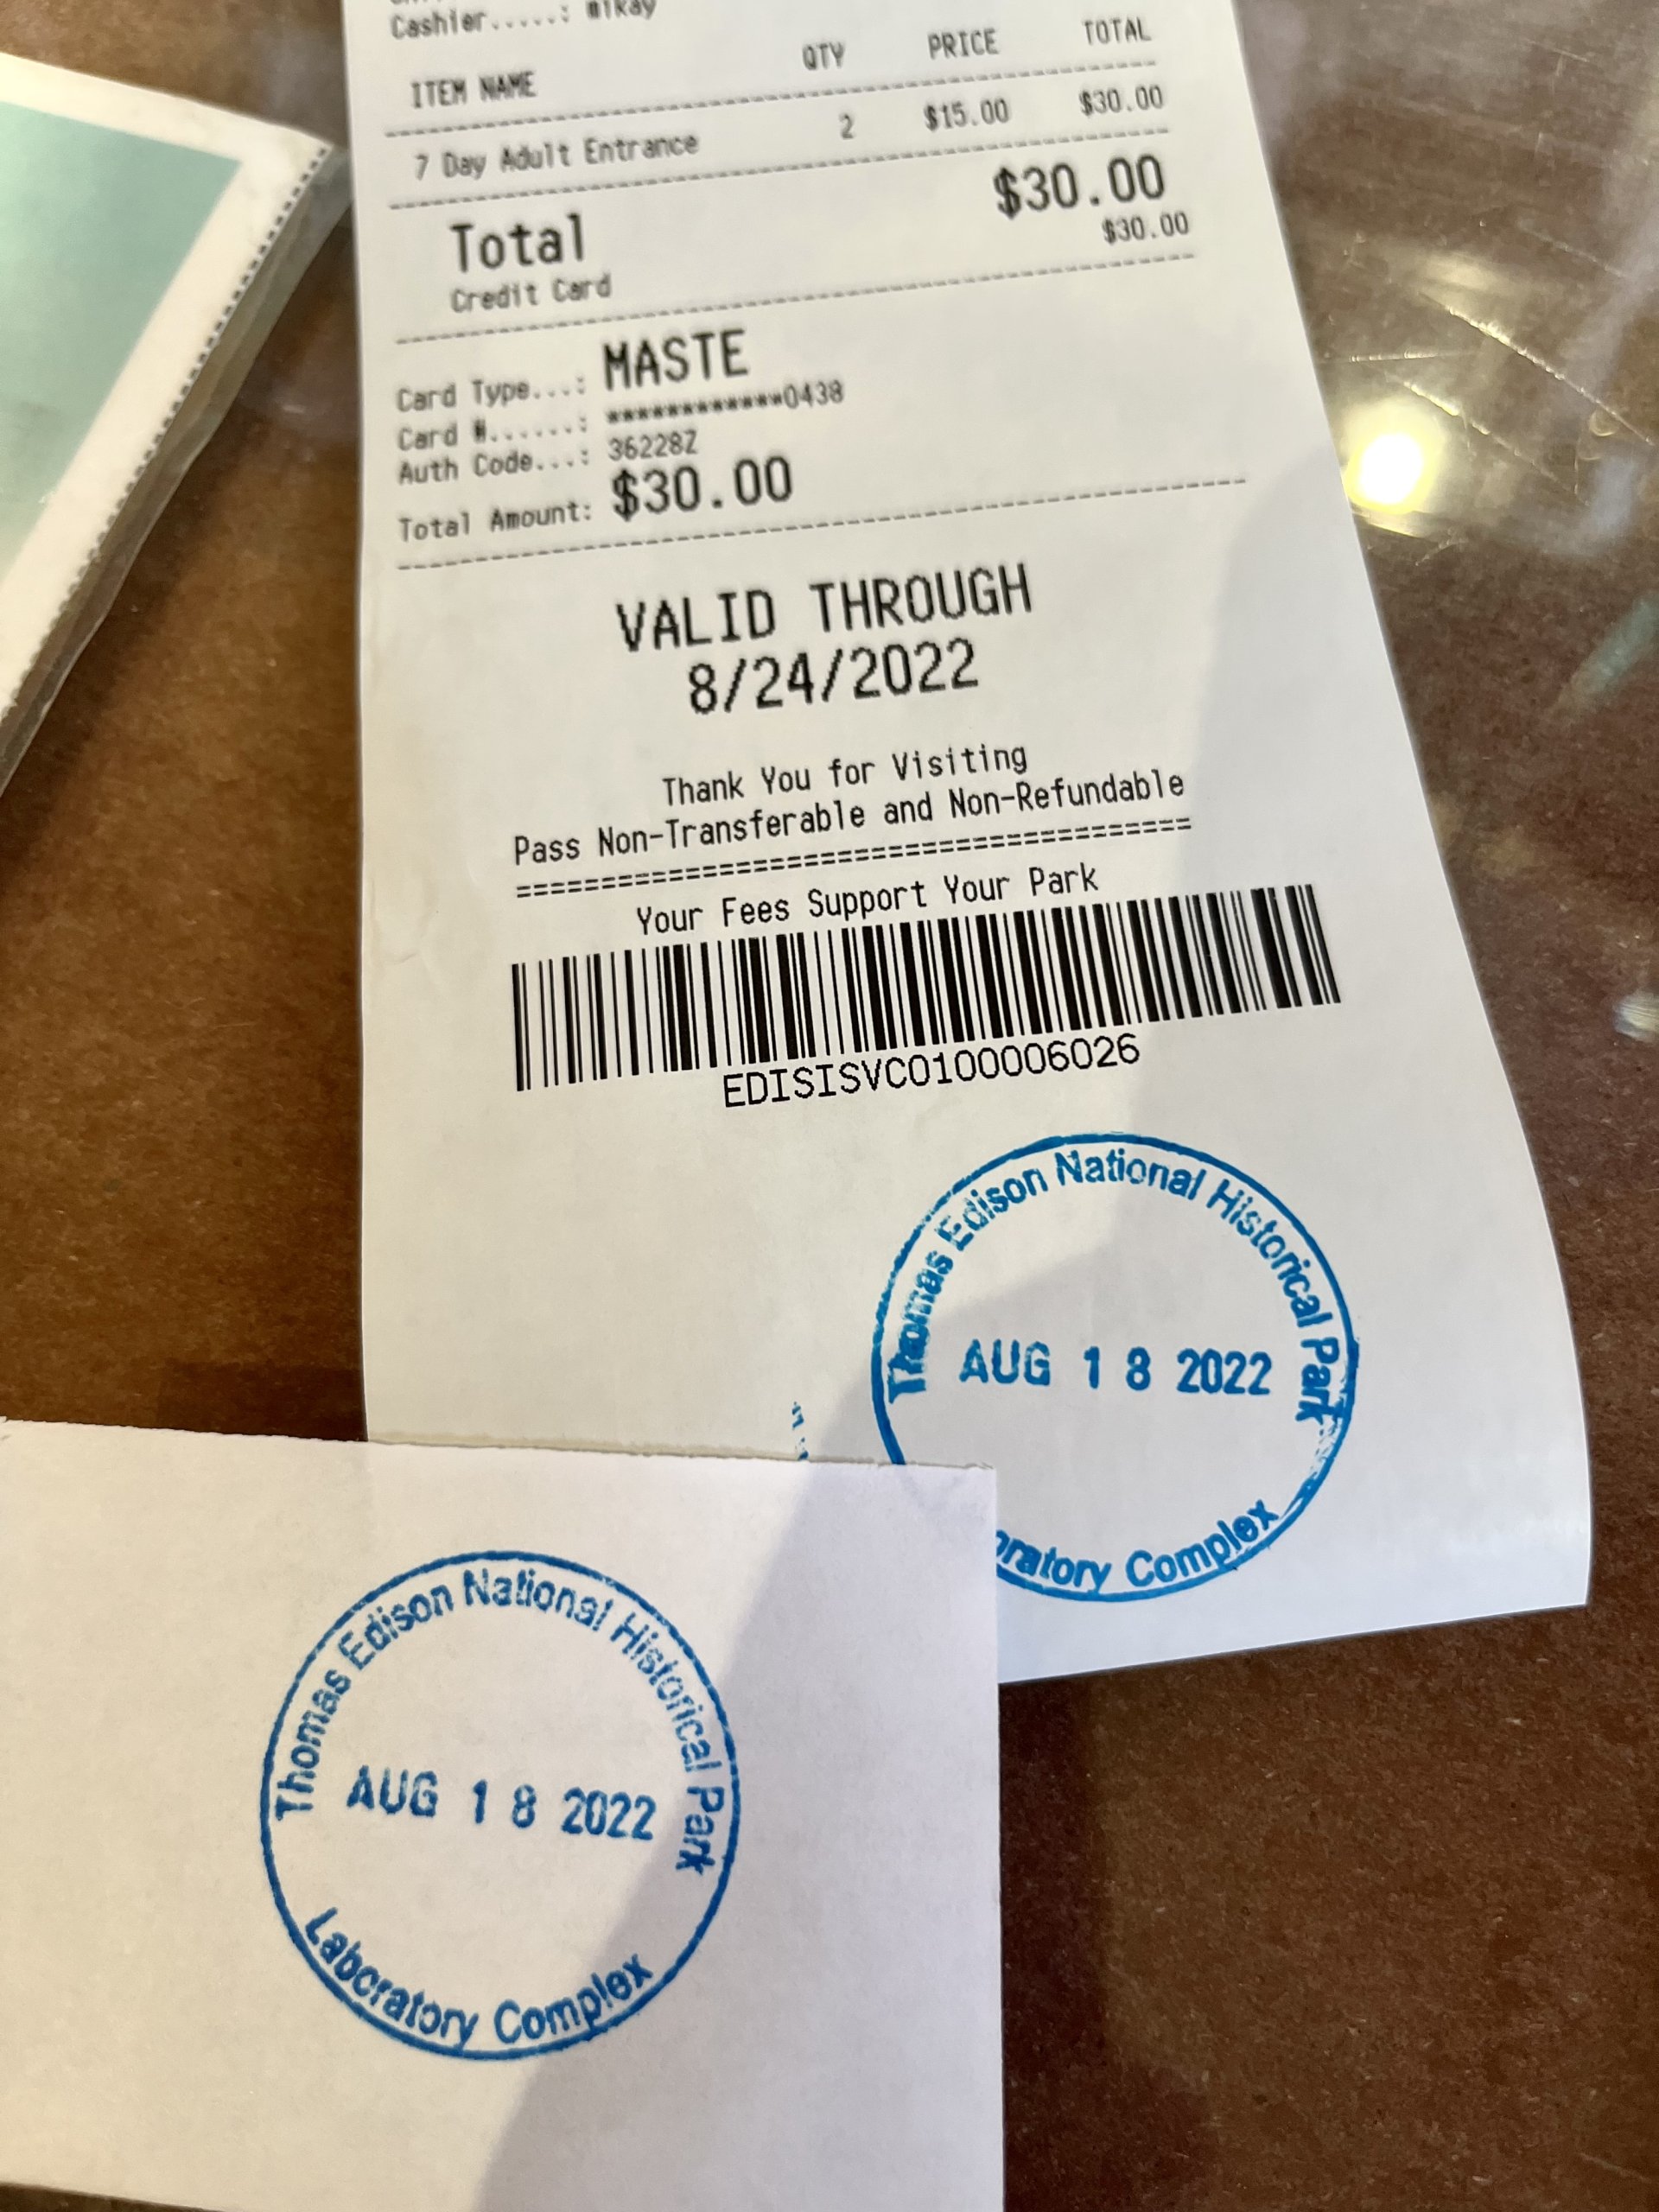 Cashier.....: mikay
ITEM NAME QTY PRICE TOTAL
7 Day Adult Entrance 2 $15.00 $30.00
Total $30.00
Credit Card $30.00
Card Type...: MASTE
Card #......: ************0438
Auth Code...: 36228Z
Total Amount: $30.00
VALID THROUGH
8/24/2022
Thank You for Visiting
Pass Non-Transferable and Non-Refundable
========================================
Your Fees Support Your Park
EDISISVC0100006026
Thomas Edison National Historical Park
AUG 18 2022
oratory Complex
Thomas Edison National Historical Park
AUG 18 2022
Laboratory Complex